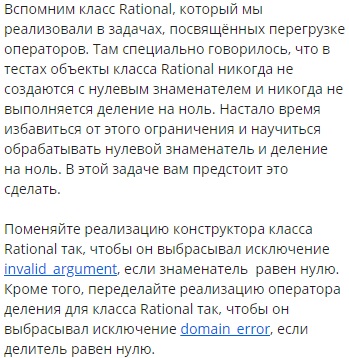 Вспомним класс Rational, который мы
реализовали в задачах, посвящённых перегрузке
операторов. Там специально говорилось, что в
тестах объекты класса Rational никогда не
создаются с нулевым знаменателем и никогда не
выполняется деление на ноль. Настало время
избавиться от этого ограничения и научиться
обрабатывать нулевой знаменатель и деление
на ноль. В этой задаче вам предстоит это
сделать.
Поменяйте реализацию конструктора класса
Rational так, чтобы он выбрасывал исключение
invalid_argument, если знаменатель равен нулю.
Кроме того, переделайте реализацию оператора
деления для класса Rational так, чтобы он
выбрасывал исключение domain_error, если
делитель равен нулю.